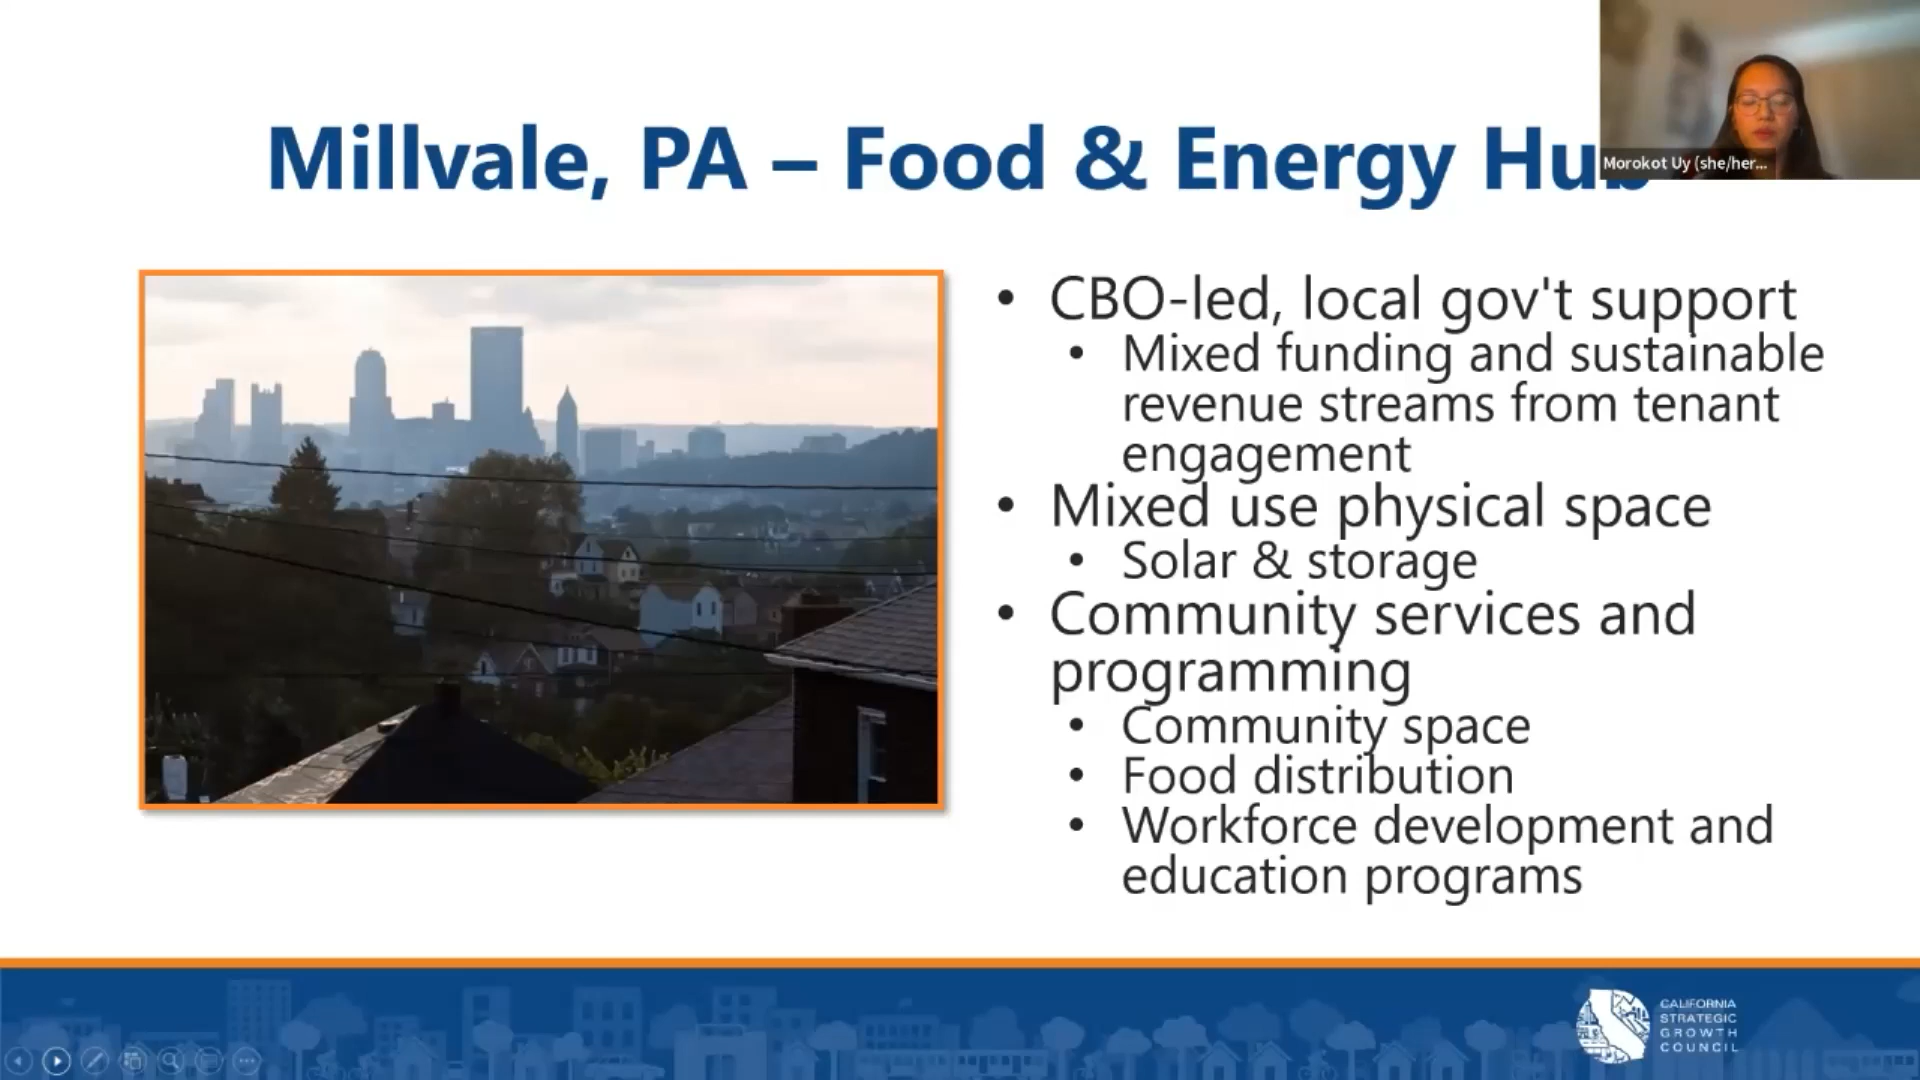 Millvale, PA – Food & Energy Hub
Morokot Uy (she/her...
• CBO-led, local gov't support
• Mixed funding and sustainable
revenue streams from tenant
engagement
• Mixed use physical space
• Solar & storage
• Community services and
programming
• Community space
• Food distribution
• Workforce development and
education programs
CALIFORNIA
STRATEGIC
GROWTH
COUNCIL